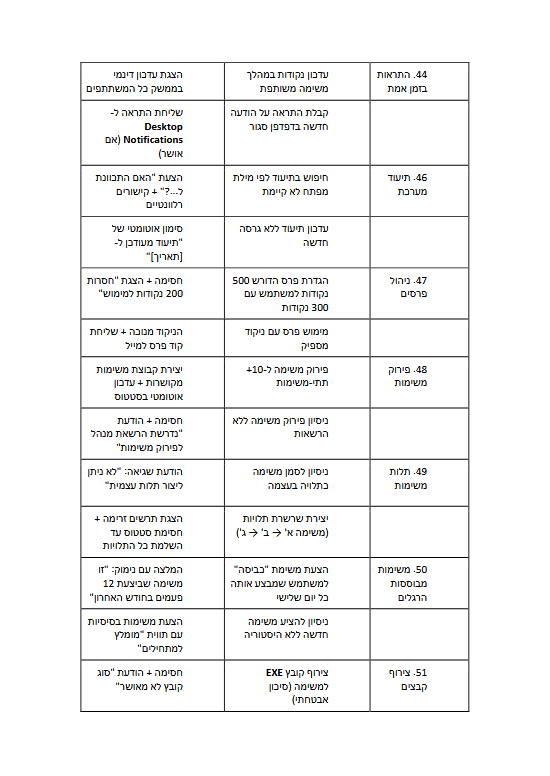 44. התראות
בזמן אמת
עדכון נקודות במהלך
משימה משותפת
הצגת עדכון דינמי
בממשק כל המשתתפים
קבלת התראה על הודעה
חדשה בדפדפן סגור
שליחת התראה ל-
Desktop
Notifications (אם
אושר)
46. תיעוד
מערכת
חיפוש בתיעוד לפי מילת
מפתח לא קיימת
הצעת "האם התכוונת
ל...?" + קישורים
רלוונטיים
עדכון תיעוד ללא גרסה
חדשה
סימון אוטומטי של
"תיעוד מעודכן ל-
[תאריך]"
47. ניהול
פרסים
הגדרת פרס הדורש 500
נקודות למשתמש עם
300 נקודות
חסימה + הצגת "חסרות
200 נקודות למימוש"
מימוש פרס עם ניקוד
מספיק
הניקוד מנוכה + שליחת
קוד פרס למייל
48. פירוק
משימות
פירוק משימה ל-10+
תתי-משימות
יצירת קבוצת משימות
מקושרות + עדכון
אוטומטי בסטטוס
ניסיון פירוק משימה ללא
הרשאות
חסימה + הודעת
"נדרשת הרשאת מנהל
לפירוק משימות"
49. תלות
משימות
ניסיון לסמן משימה
כתלויה בעצמה
הודעת שגיאה: "לא ניתן
ליצור תלות עצמית"
יצירת שרשרת תלויות
(משימה א' → ב' → ג')
הצגת תרשים זרימה +
חסימת סטטוס עד
השלמת כל התלויות
50. משימות
מבוססות
הרגלים
הצעת משימת "כביסה"
למשתמש שמבצע אותה
כל יום שלישי
המלצה עם נימוק: "זו
משימה שביצעת 12
פעמים בחודש האחרון"
ניסיון להציע משימה
חדשה ללא היסטוריה
הצעת משימות בסיסיות
עם תווית "מומלץ
למתחילים"
51. צירוף
קבצים
צירוף קובץ EXE
למשימה (סיכון
אבטחתי)
חסימה + הודעת "סוג
קובץ לא מאושר"